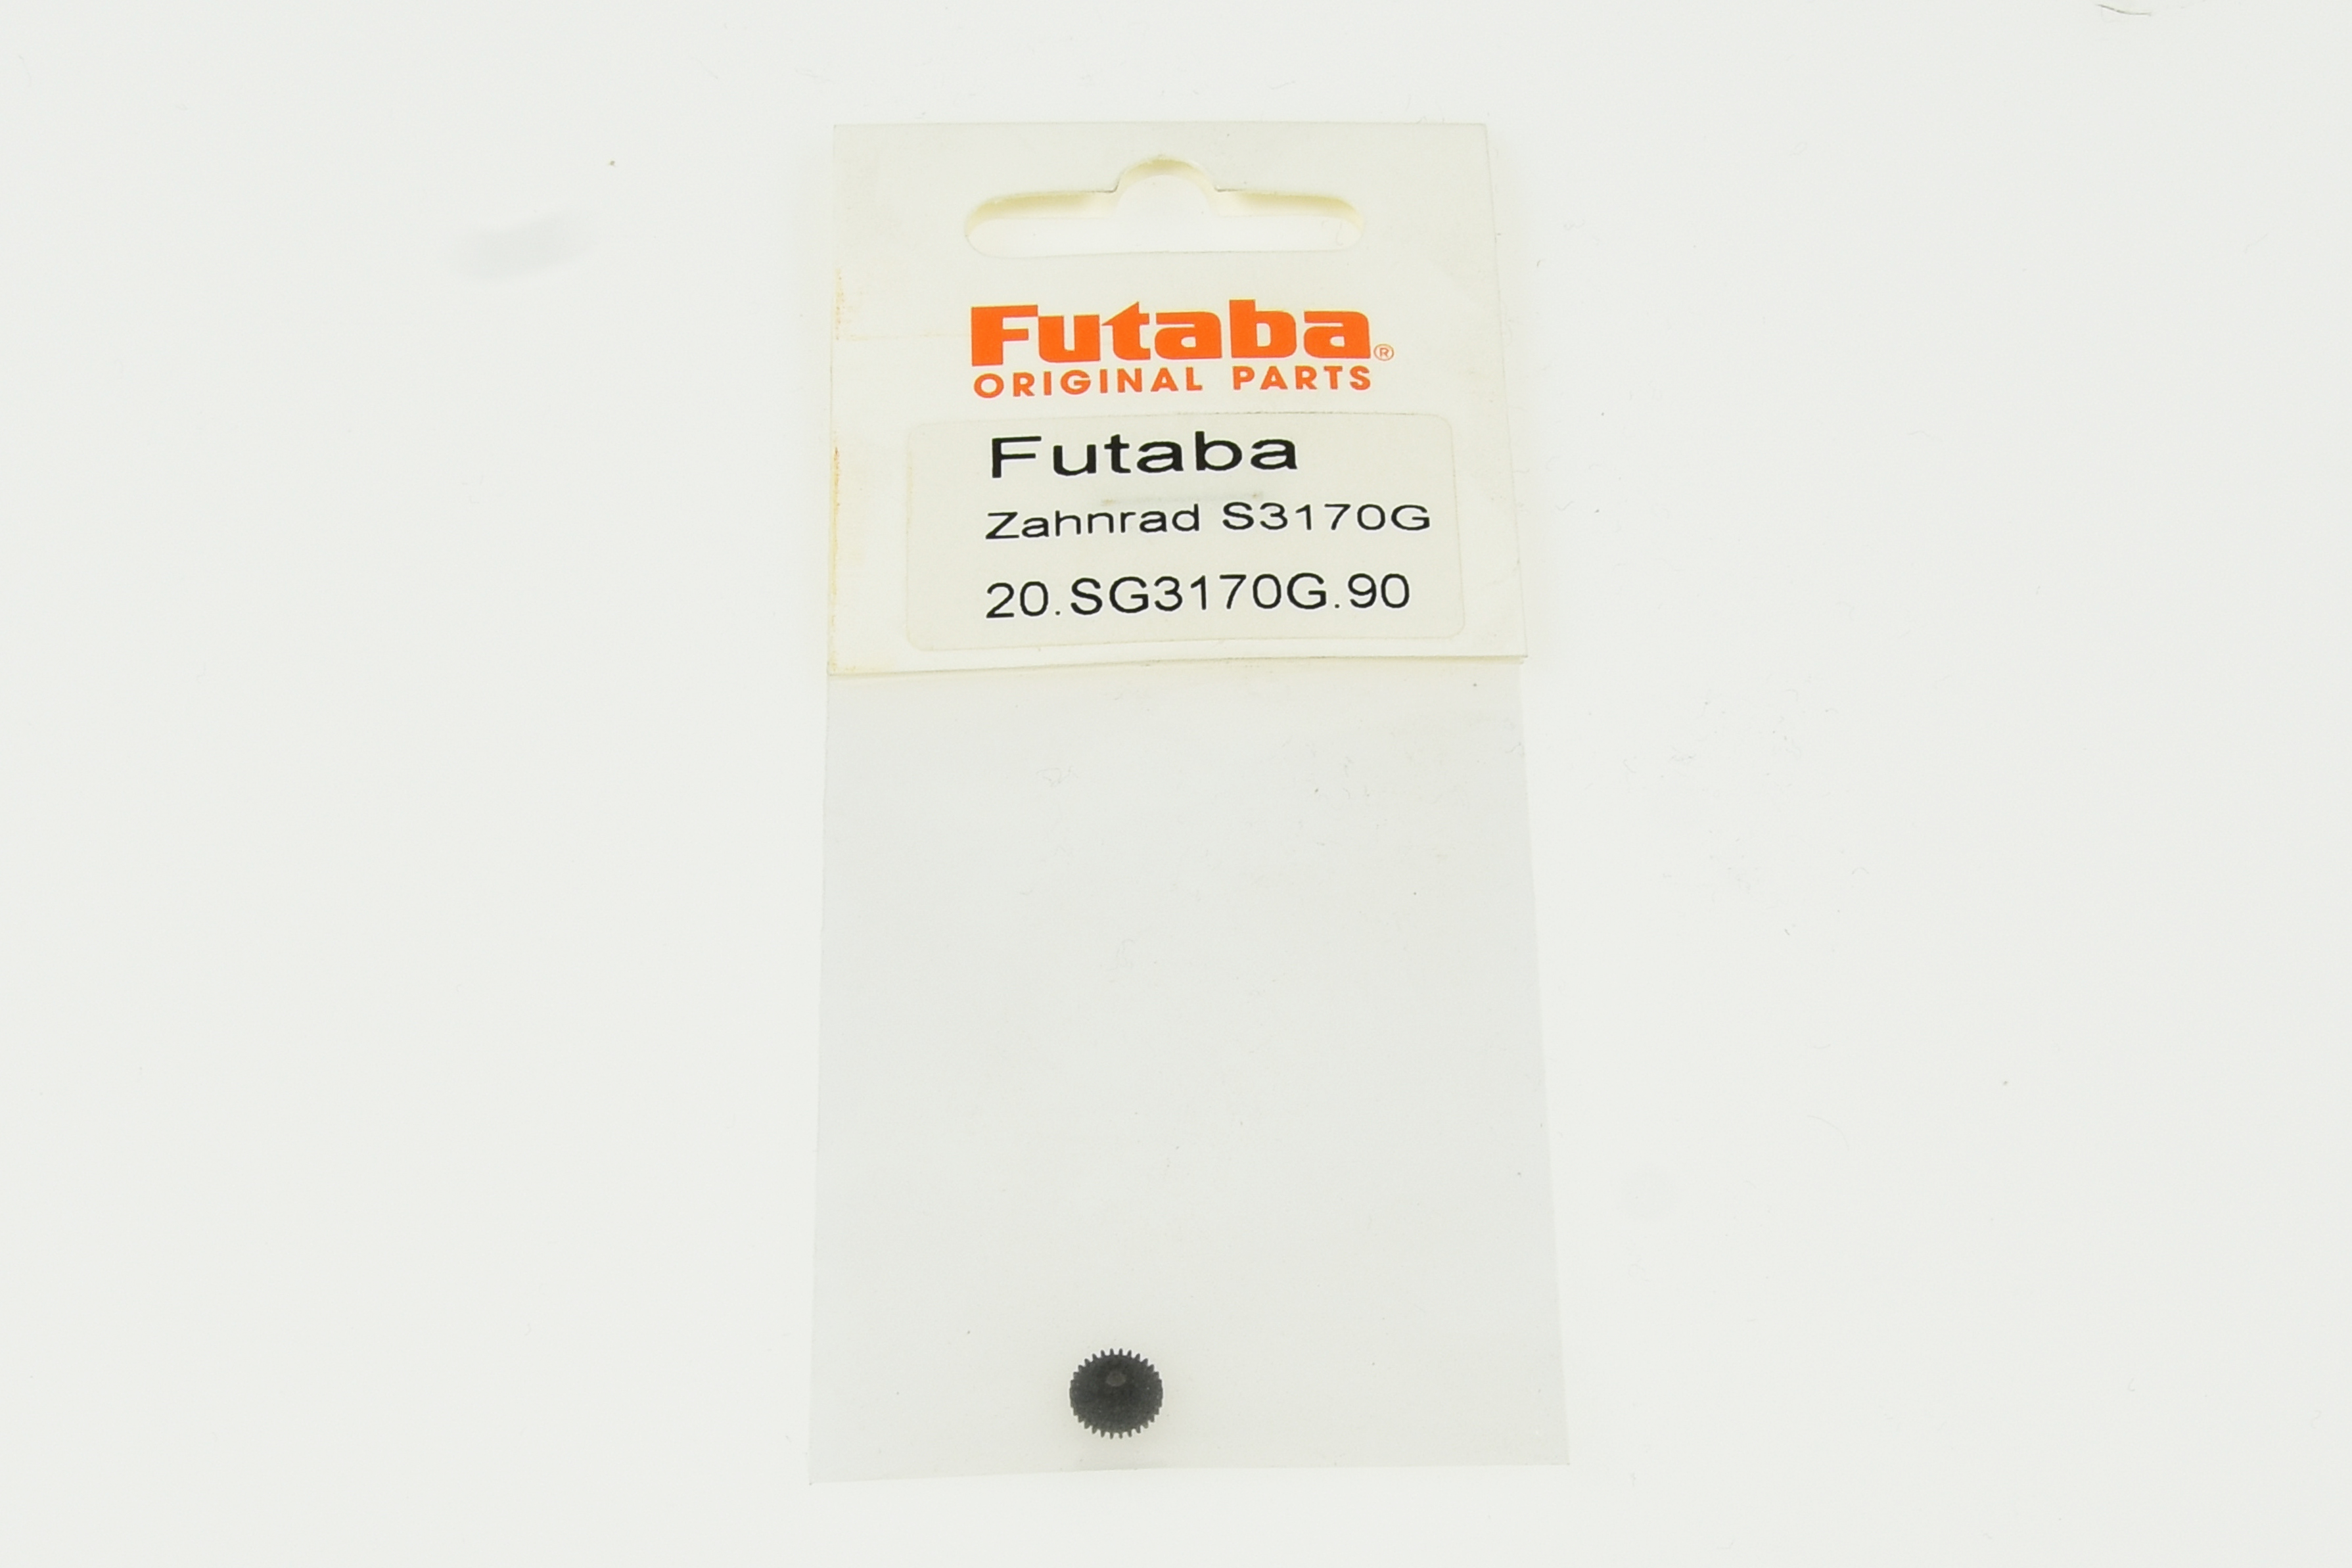 Futaba®
ORIGINAL PARTS
Futaba
Zahnrad S3170G
20.SG3170G.90